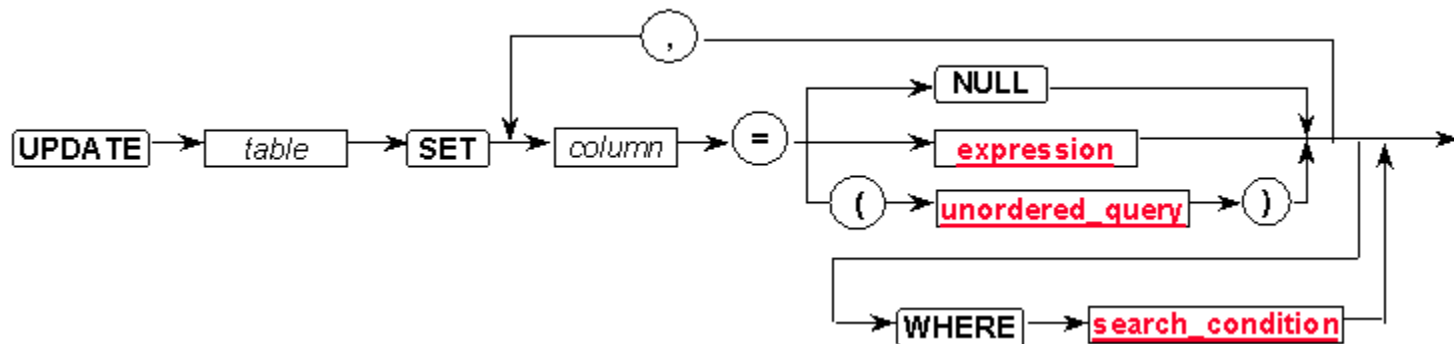 ,
NULL
UPDATE table SET column = expression
( unordered_query )
WHERE search_condition